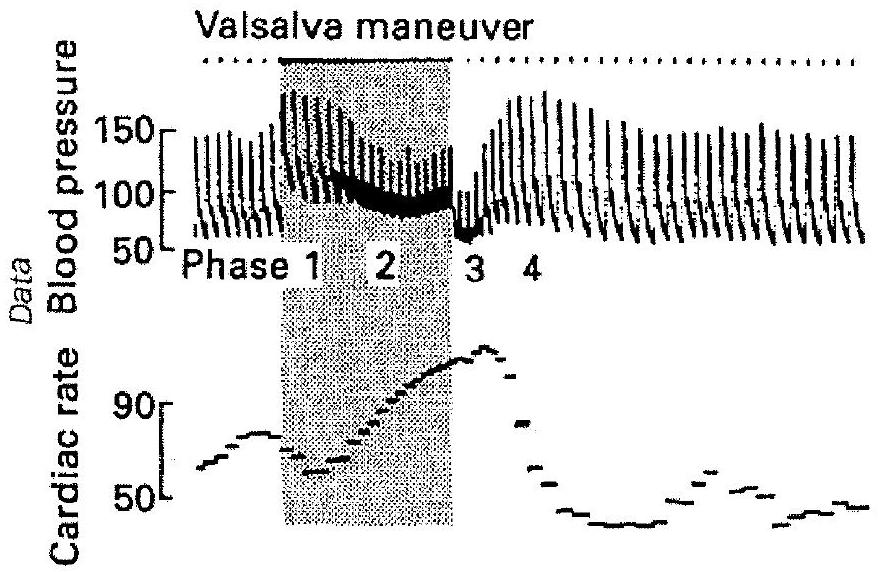 Valsalva maneuver
Data
Blood pressure
150
100
50
Phase 1 2 3 4
Cardiac rate
90
50